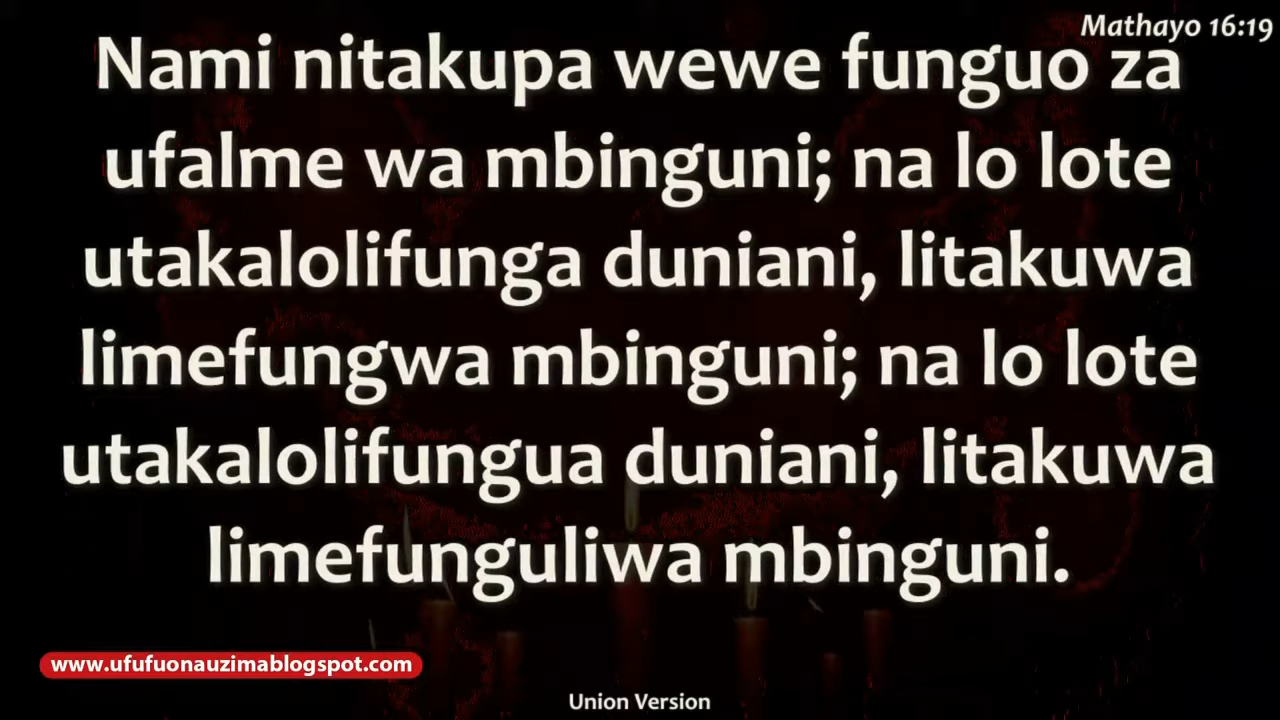 Mathayo 16:19
Nami nitakupa wewe funguo za
ufalme wa mbinguni; na lo lote
utakalolifunga duniani, litakuwa
limefungwa mbinguni; na lo lote
utakalolifungua duniani, litakuwa
limefunguliwa mbinguni.
www.ufufuonauzimablogspot.com
Union Version